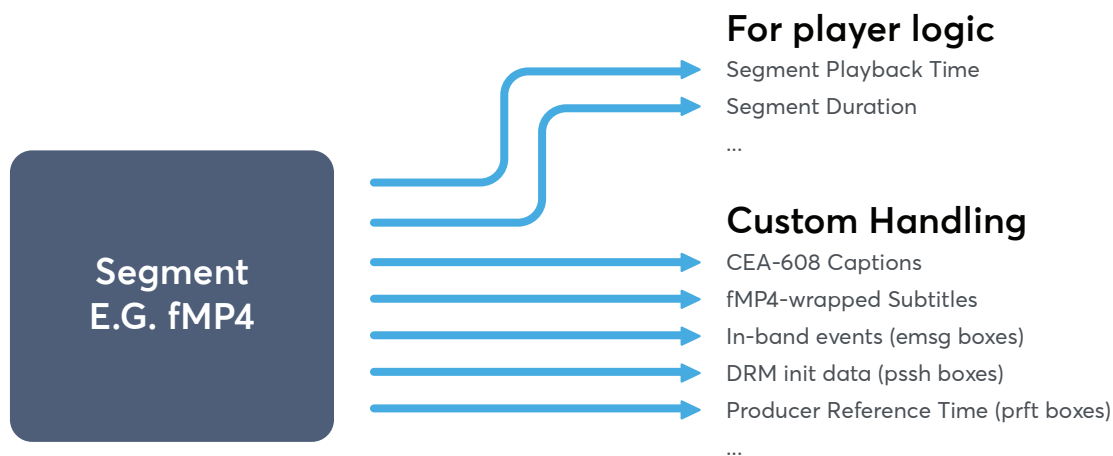 For player logic
Segment Playback Time
Segment Duration
...
Segment
E.G. fMP4
Custom Handling
CEA-608 Captions
fMP4-wrapped Subtitles
In-band events (emsg boxes)
DRM init data (pssh boxes)
Producer Reference Time (prft boxes)
...